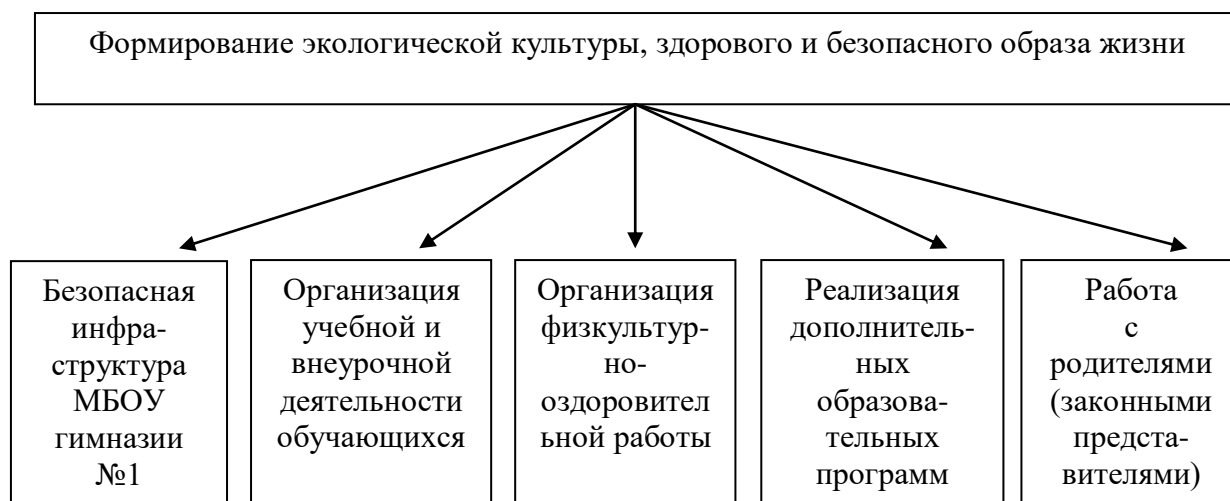 Формирование экологической культуры, здорового и безопасного образа жизни
Безопасная
инфра-
структура
МБОУ
гимназии
№1
Организация
учебной и
внеурочной
деятельности
обучающихся
Организация
физкультур-
но-
оздоровител
ьной работы
Реализация
дополнитель-
ных
образова-
тельных
программ
Работа
с
родителями
(законными
предста-
вителями)